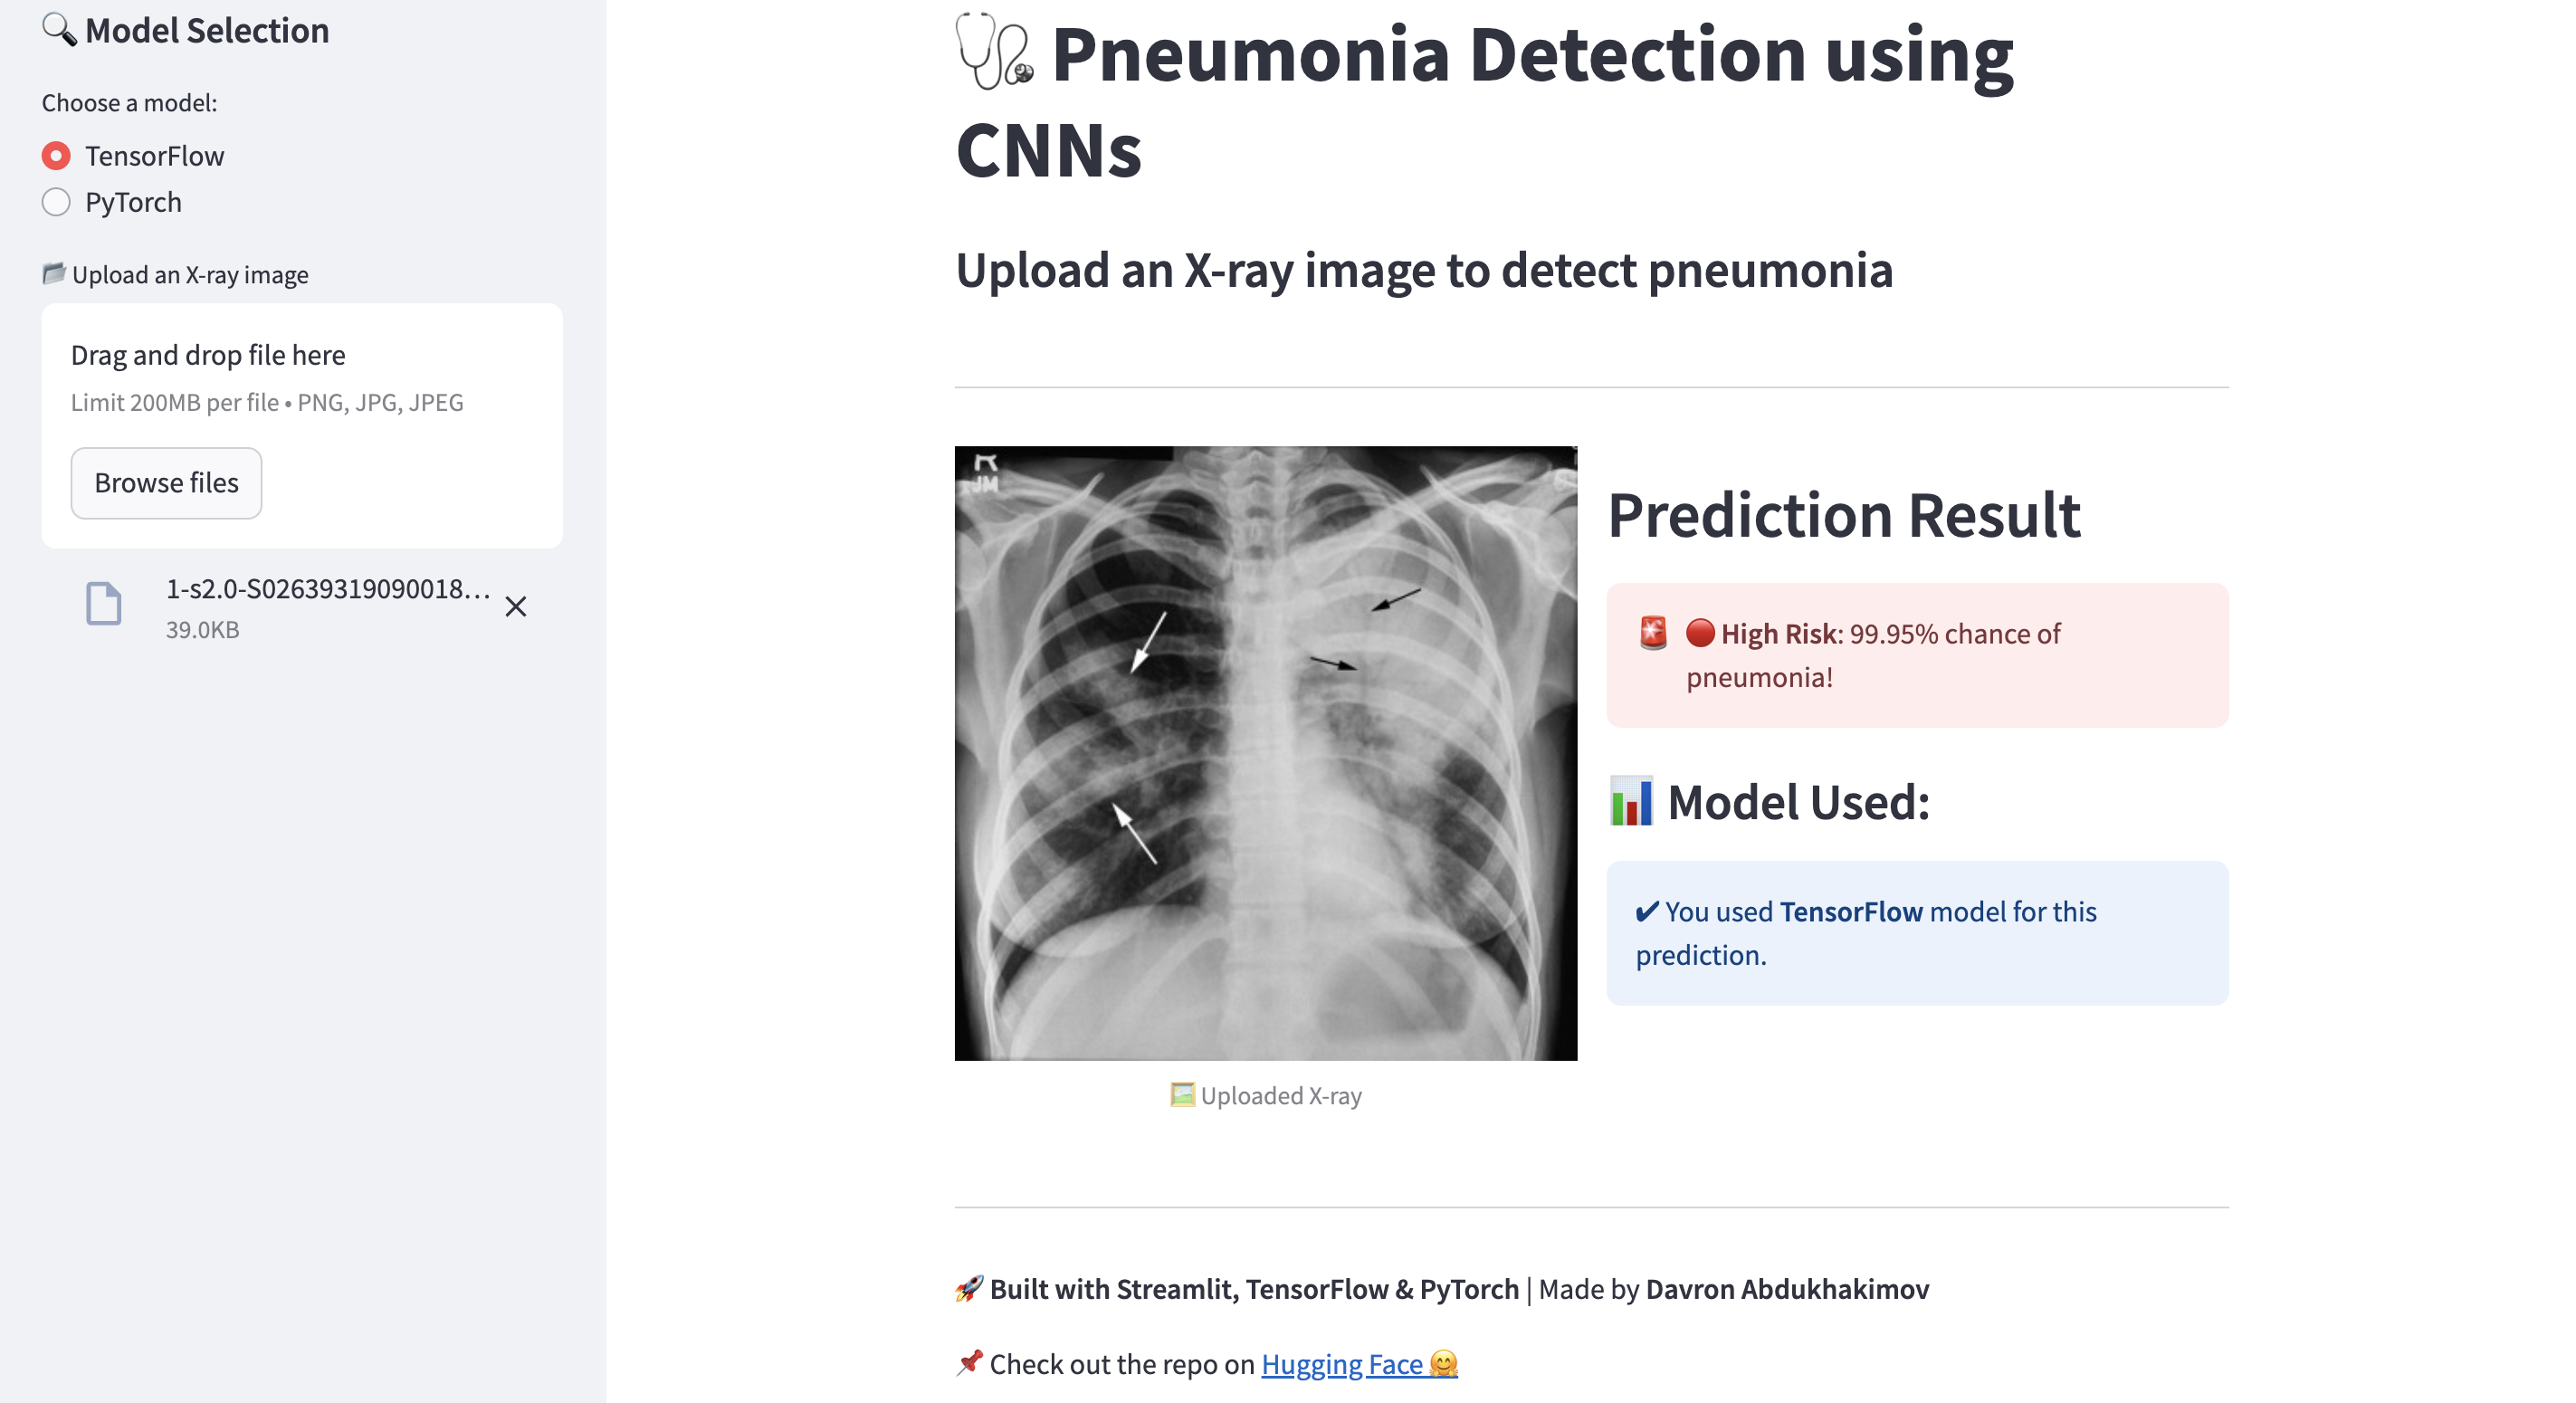 🔍 Model Selection
Choose a model:
TensorFlow
PyTorch
📂 Upload an X-ray image
Drag and drop file here
Limit 200MB per file • PNG, JPG, JPEG
Browse files
1-s2.0-S02639319090018...
39.0KB
🩺 Pneumonia Detection using
CNNs
Upload an X-ray image to detect pneumonia
R
JM
Prediction Result
🚨 🔴 High Risk: 99.95% chance of
pneumonia!
📊 Model Used:
✔ You used TensorFlow model for this
prediction.
🖼️ Uploaded X-ray
🚀 Built with Streamlit, TensorFlow & PyTorch | Made by Davron Abdukhakimov
📌 Check out the repo on Hugging Face 🤗